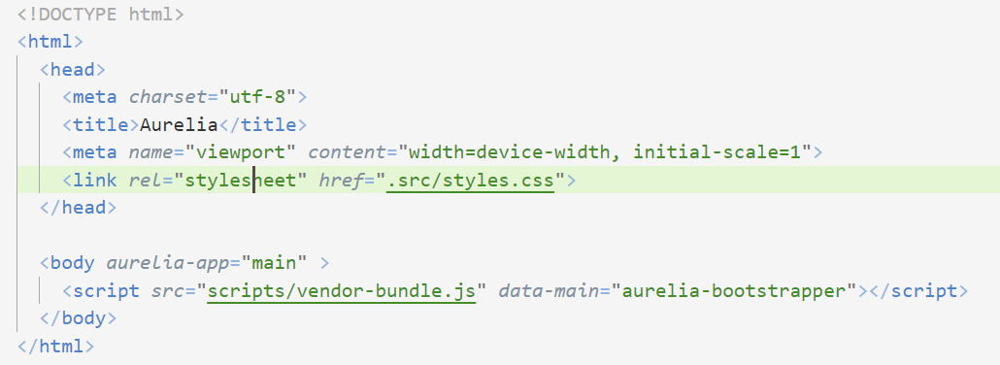 <!DOCTYPE html>
<html>
<head>
<meta charset="utf-8">
<title>Aurelia</title>
<meta name="viewport" content="width=device-width, initial-scale=1">
<link rel="stylesheet" href=".src/styles.css">
</head>
<body aurelia-app="main" >
<script src="scripts/vendor-bundle.js" data-main="aurelia-bootstrapper"></script>
</body>
</html>